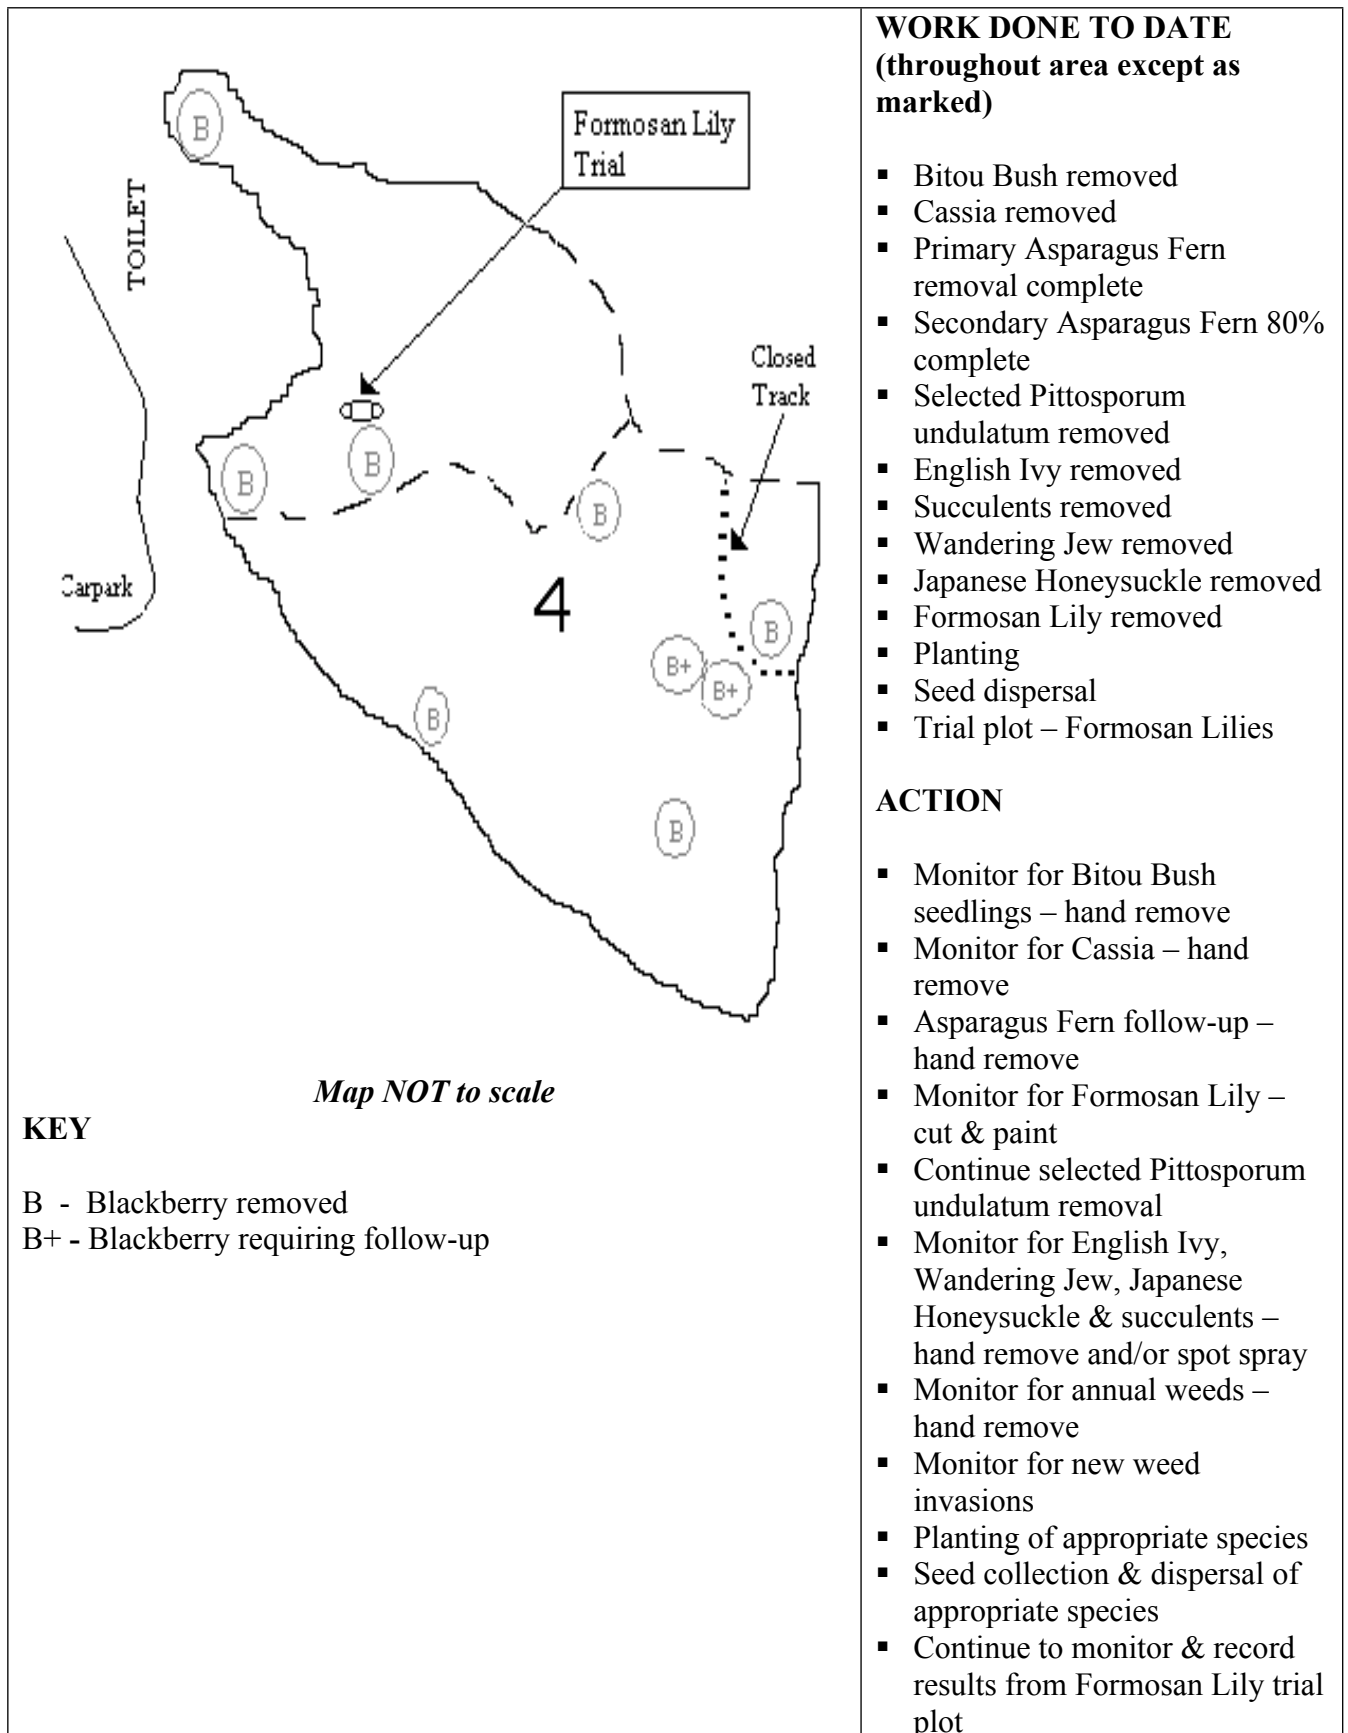 B
TOILET
Formosan Lily
Trial
Closed
Track
B
B
B
Carpark
4
B
B+
B+
B
B
Map NOT to scale
KEY
B - Blackberry removed
B+ - Blackberry requiring follow-up
WORK DONE TO DATE
(throughout area except as
marked)
▪ Bitou Bush removed
▪ Cassia removed
▪ Primary Asparagus Fern
removal complete
▪ Secondary Asparagus Fern 80%
complete
▪ Selected Pittosporum
undulatum removed
▪ English Ivy removed
▪ Succulents removed
▪ Wandering Jew removed
▪ Japanese Honeysuckle removed
▪ Formosan Lily removed
▪ Planting
▪ Seed dispersal
▪ Trial plot – Formosan Lilies
ACTION
▪ Monitor for Bitou Bush
seedlings – hand remove
▪ Monitor for Cassia – hand
remove
▪ Asparagus Fern follow-up –
hand remove
▪ Monitor for Formosan Lily –
cut & paint
▪ Continue selected Pittosporum
undulatum removal
▪ Monitor for English Ivy,
Wandering Jew, Japanese
Honeysuckle & succulents –
hand remove and/or spot spray
▪ Monitor for annual weeds –
hand remove
▪ Monitor for new weed
invasions
▪ Planting of appropriate species
▪ Seed collection & dispersal of
appropriate species
▪ Continue to monitor & record
results from Formosan Lily trial
plot